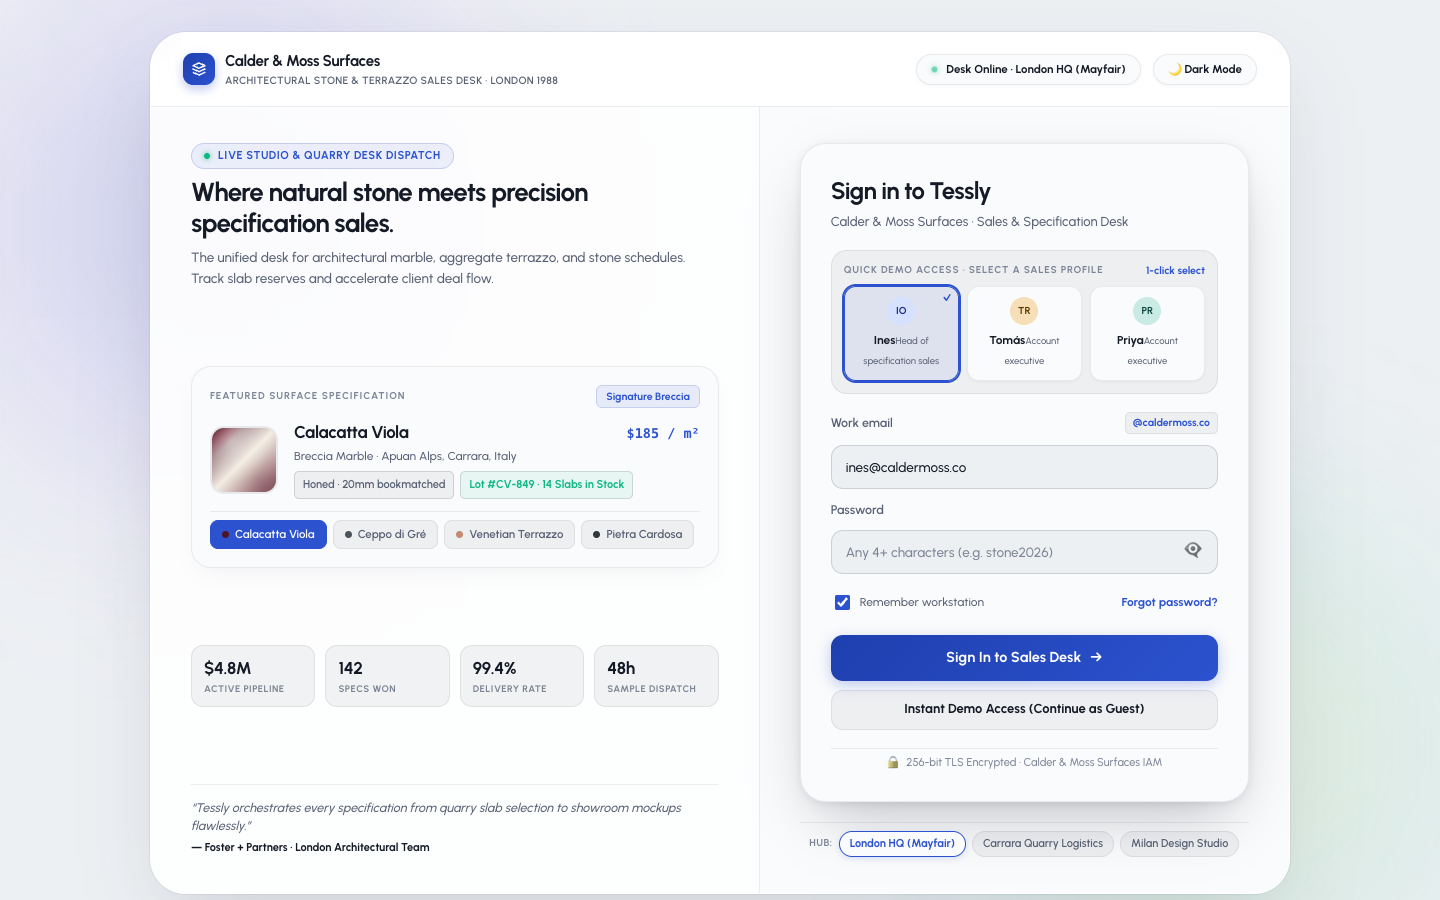 Calder & Moss Surfaces
ARCHITECTURAL STONE & TERRAZZO SALES DESK · LONDON 1988
Desk Online · London HQ (Mayfair)
🌙 Dark Mode
LIVE STUDIO & QUARRY DESK DISPATCH
Where natural stone meets precision
specification sales.
The unified desk for architectural marble, aggregate terrazzo, and stone schedules.
Track slab reserves and accelerate client deal flow.
FEATURED SURFACE SPECIFICATION
Signature Breccia
Calacatta Viola
$185 / m²
Breccia Marble · Apuan Alps, Carrara, Italy
Honed · 20mm bookmatched
Lot #CV-849 · 14 Slabs in Stock
Calacatta Viola
Ceppo di Gré
Venetian Terrazzo
Pietra Cardosa
$4.8M
ACTIVE PIPELINE
142
SPECS WON
99.4%
DELIVERY RATE
48h
SAMPLE DISPATCH
"Tessly orchestrates every specification from quarry slab selection to showroom mockups
flawlessly."
— Foster + Partners · London Architectural Team
Sign in to Tessly
Calder & Moss Surfaces · Sales & Specification Desk
QUICK DEMO ACCESS · SELECT A SALES PROFILE
1-click select
IO
InesHead of
specification sales
TR
TomásAccount
executive
PR
PriyaAccount
executive
Work email
@caldermoss.co
ines@caldermoss.co
Password
Any 4+ characters (e.g. stone2026)
Remember workstation
Forgot password?
Sign In to Sales Desk →
Instant Demo Access (Continue as Guest)
🔒 256-bit TLS Encrypted · Calder & Moss Surfaces IAM
HUB:
London HQ (Mayfair)
Carrara Quarry Logistics
Milan Design Studio